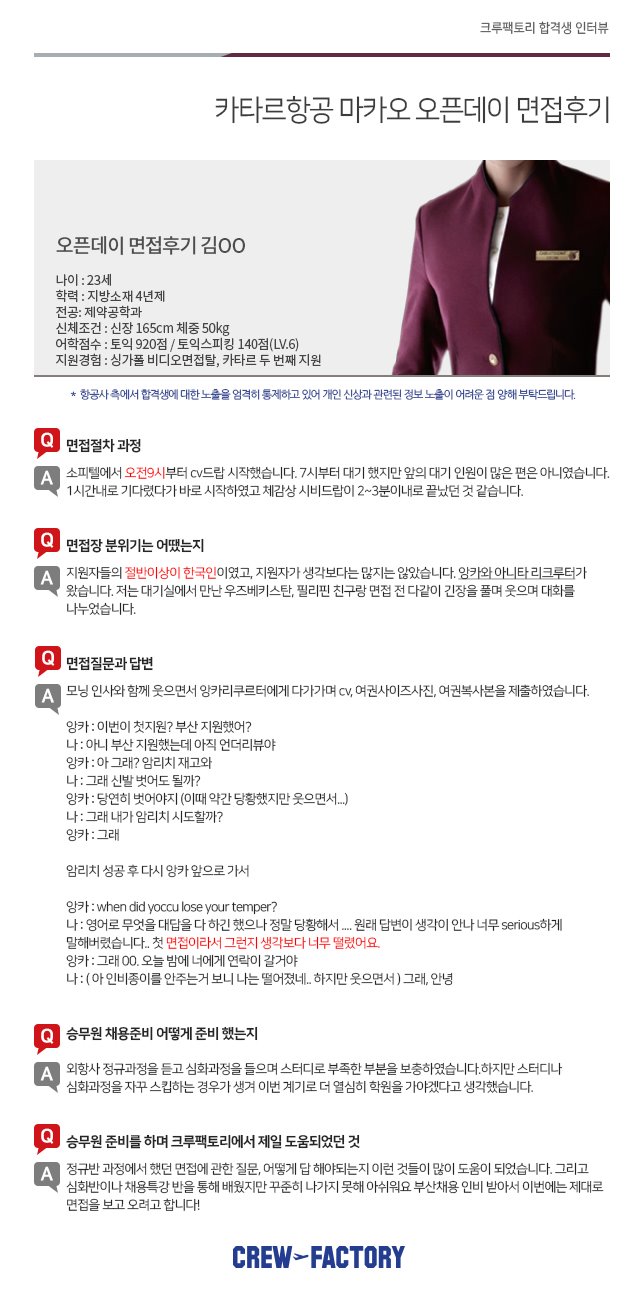 크루팩토리 합격생 인터뷰
카타르항공 마카오 오픈데이 면접후기
오픈데이 면접후기 김OO
나이 : 23세
학력 : 지방소재 4년제
전공: 제약공학과
신체조건 : 신장 165cm 체중 50kg
어학점수 : 토익 920점 / 토익스피킹 140점(LV.6)
지원경험 : 싱가폴 비디오면접탈, 카타르 두 번째 지원
* 항공사 측에서 합격생에 대한 노출을 엄격히 통제하고 있어 개인 신상과 관련된 정보 노출이 어려운 점 양해 부탁드립니다.
Q 면접절차 과정
A 소피텔에서 오전9시부터 cv드랍 시작했습니다. 7시부터 대기 했지만 앞의 대기 인원이 많은 편은 아니였습니다.
1시간내로 기다렸다가 바로 시작하였고 체감상 시비드랍이 2~3분이내로 끝났던 것 같습니다.
Q 면접장 분위기는 어땠는지
A 지원자들의 절반이상이 한국인이였고, 지원자가 생각보다는 많지는 않았습니다. 앙카와 아니타 리크루터가
왔습니다. 저는 대기실에서 만난 우즈베키스탄, 필리핀 친구랑 면접 전 다같이 긴장을 풀며 웃으며 대화를
나누었습니다.
Q 면접질문과 답변
A 모닝 인사와 함께 웃으면서 앙카리쿠르터에게 다가가며 cv, 여권사이즈사진, 여권복사본을 제출하였습니다.
앙카 : 이번이 첫지원? 부산 지원했어?
나 : 아니 부산 지원했는데 아직 언더리뷰야
앙카 : 아 그래? 암리치 재고와
나 : 그래 신발 벗어도 될까?
앙카 : 당연히 벗어야지 (이때 약간 당황했지만 웃으면서...)
나 : 그래 내가 암리치 시도할까?
앙카 : 그래
암리치 성공 후 다시 앙카 앞으로 가서
앙카 : when did yoccu lose your temper?
나 : 영어로 무엇을 대답을 다 하긴 했으나 정말 당황해서 .... 원래 답변이 생각이 안나 너무 serious하게
말해버렸습니다.. 첫 면접이라서 그런지 생각보다 너무 떨렸어요.
앙카 : 그래 00. 오늘 밤에 너에게 연락이 갈거야
나 : ( 아 인비종이를 안주는거 보니 나는 떨어졌네.. 하지만 웃으면서 ) 그래, 안녕
Q 승무원 채용준비 어떻게 준비 했는지
A 외항사 정규과정을 듣고 심화과정을 들으며 스터디로 부족한 부분을 보충하였습니다.하지만 스터디나
심화과정을 자꾸 스킵하는 경우가 생겨 이번 계기로 더 열심히 학원을 가야겠다고 생각했습니다.
Q 승무원 준비를 하며 크루팩토리에서 제일 도움되었던 것
A 정규반 과정에서 했던 면접에 관한 질문, 어떻게 답 해야되는지 이런 것들이 많이 도움이 되었습니다. 그리고
심화반이나 채용특강 반을 통해 배웠지만 꾸준히 나가지 못해 아쉬워요 부산채용 인비 받아서 이번에는 제대로
면접을 보고 오려고 합니다!
CREW FACTORY